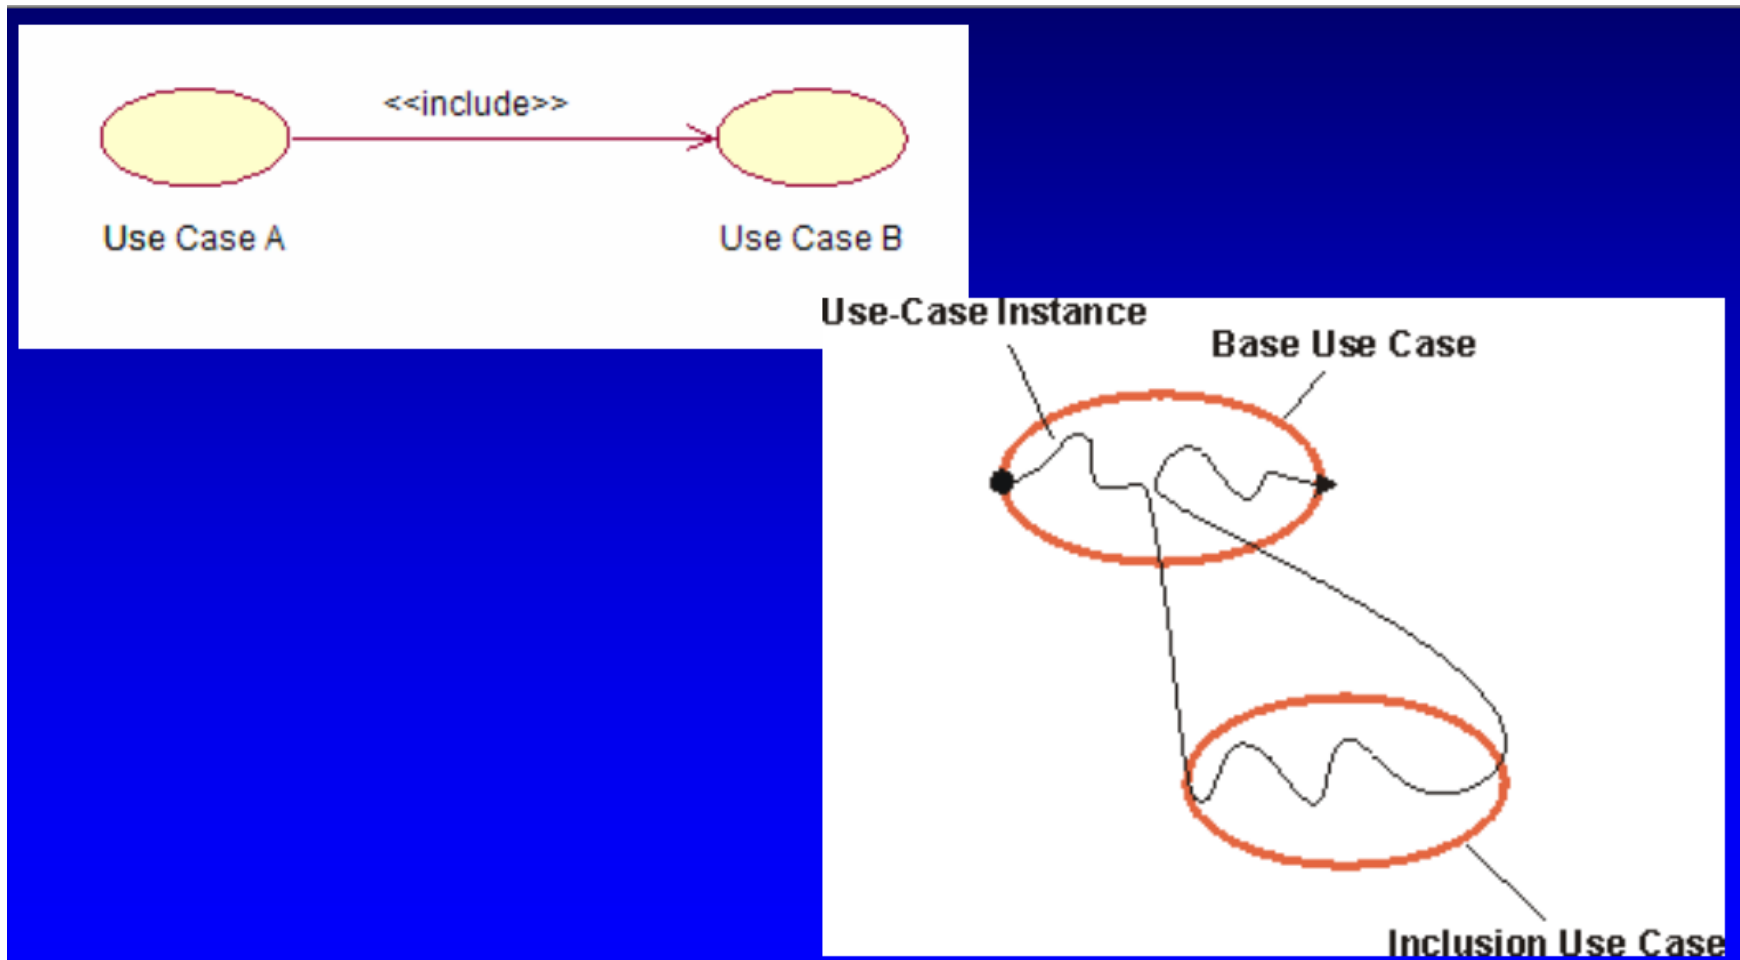 <<include>>
Use Case A
Use Case B
Use-Case Instance
Base Use Case
Inclusion Use Case